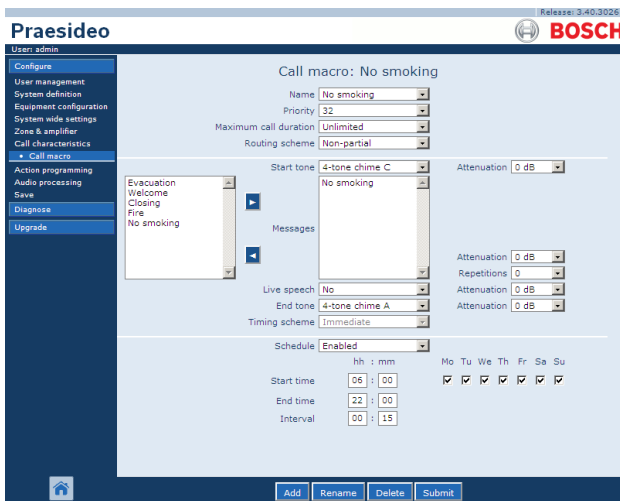 Release: 3.40.3026
Praesideo
BOSCH
User: admin
Configure
User management
System definition
Equipment configuration
System wide settings
Zone & amplifier
Call characteristics
• Call macro
Action programming
Audio processing
Save
Diagnose
Upgrade
Call macro: No smoking
Name No smoking
Priority 32
Maximum call duration Unlimited
Routing scheme Non-partial
Start tone 4-tone chime C Attenuation 0 dB
Evacuation
Welcome
Closing
Fire
No smoking
Messages
No smoking
Attenuation 0 dB
Repetitions 0
Live speech No Attenuation 0 dB
End tone 4-tone chime A Attenuation 0 dB
Timing scheme Immediate
Schedule Enabled
hh : mm Mo Tu We Th Fr Sa Su
Start time 06 : 00
End time 22 : 00
Interval 00 : 15
Add Rename Delete Submit